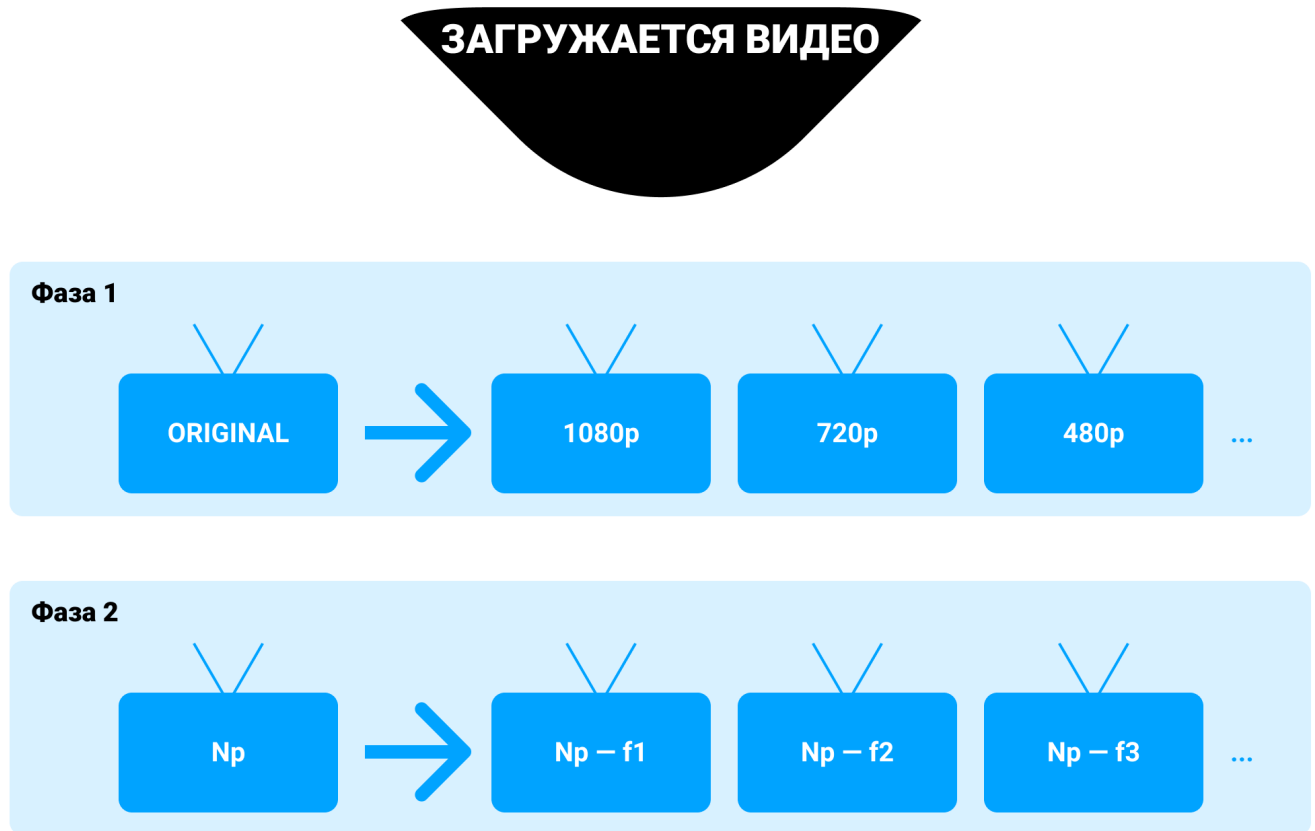 ЗАГРУЖАЕТСЯ ВИДЕО
Фаза 1
ORIGINAL
1080p
720p
480p
...
Фаза 2
Np
Np — f1
Np — f2
Np — f3
...